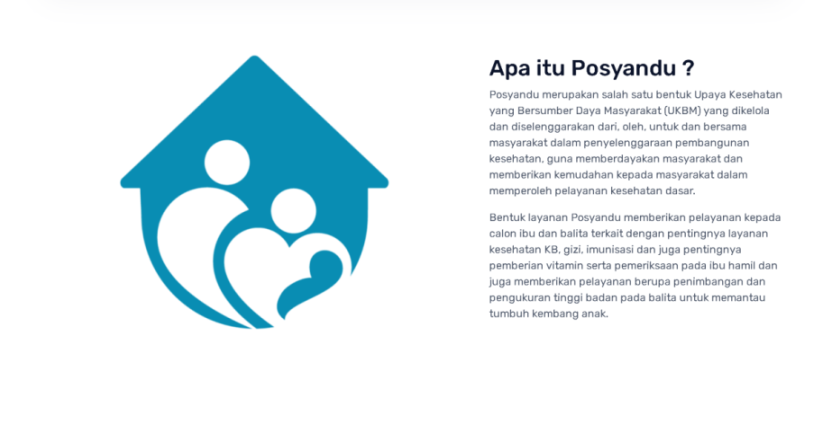 Apa itu Posyandu ?
Posyandu merupakan salah satu bentuk Upaya Kesehatan
yang Bersumber Daya Masyarakat (UKBM) yang dikelola
dan diselenggarakan dari, oleh, untuk dan bersama
masyarakat dalam penyelenggaraan pembangunan
kesehatan, guna memberdayakan masyarakat dan
memberikan kemudahan kepada masyarakat dalam
memperoleh pelayanan kesehatan dasar.
Bentuk layanan Posyandu memberikan pelayanan kepada
calon ibu dan balita terkait dengan pentingnya layanan
kesehatan KB, gizi, imunisasi dan juga pentingnya
pemberian vitamin serta pemeriksaan pada ibu hamil dan
juga memberikan pelayanan berupa penimbangan dan
pengukuran tinggi badan pada balita untuk memantau
tumbuh kembang anak.